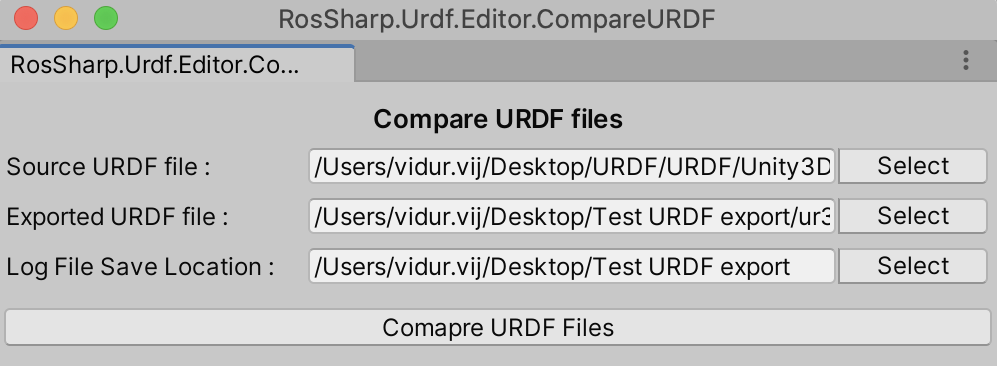 RosSharp.Urdf.Editor.CompareURDF
RosSharp.Urdf.Editor.Co...
Compare URDF files
Source URDF file : /Users/vidur.vij/Desktop/URDF/URDF/Unity3D Select
Exported URDF file : /Users/vidur.vij/Desktop/Test URDF export/ur3 Select
Log File Save Location : /Users/vidur.vij/Desktop/Test URDF export Select
Comapre URDF Files